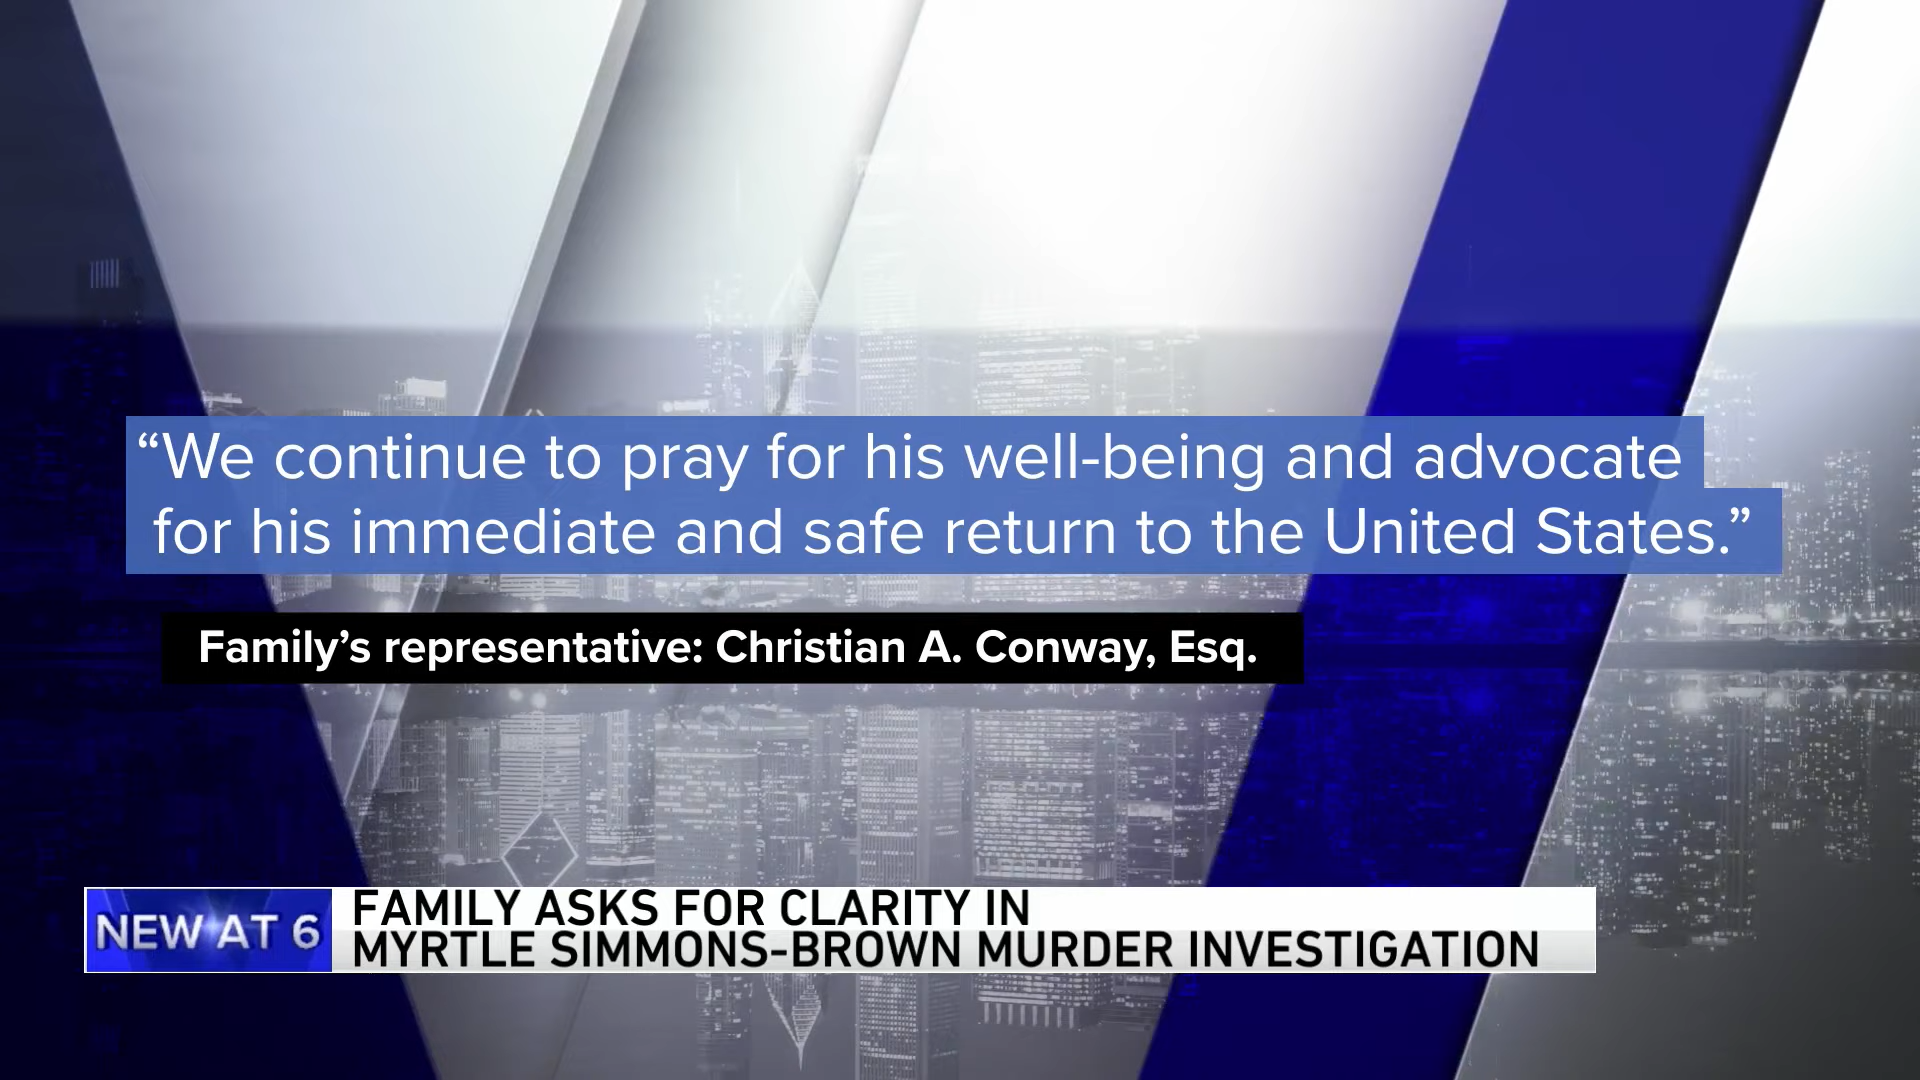 “We continue to pray for his well-being and advocate
for his immediate and safe return to the United States.”
Family’s representative: Christian A. Conway, Esq.
NEW AT 6
FAMILY ASKS FOR CLARITY IN
MYRTLE SIMMONS-BROWN MURDER INVESTIGATION